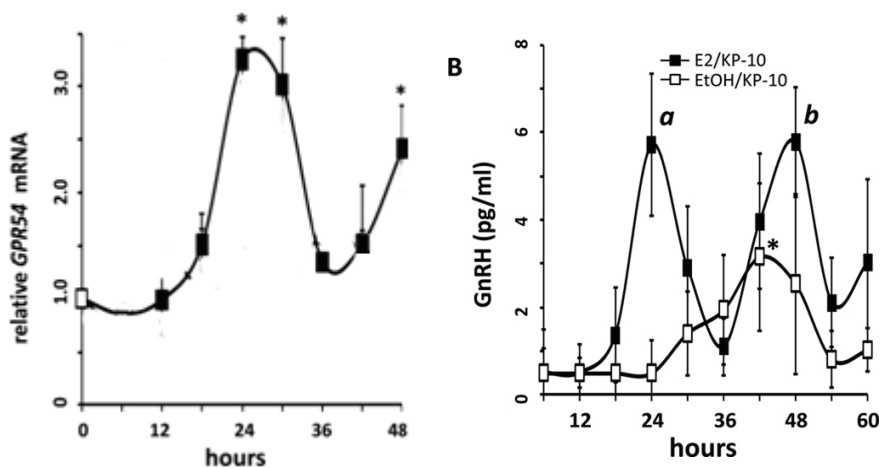 relative GPR54 mRNA
3.0
2.0
1.0
0.0
* * *
0 12 24 36 48
hours
B
E2/KP-10
EtOH/KP-10
GnRH (pg/ml)
8
6
4
2
0
a b
*
12 24 36 48 60
hours